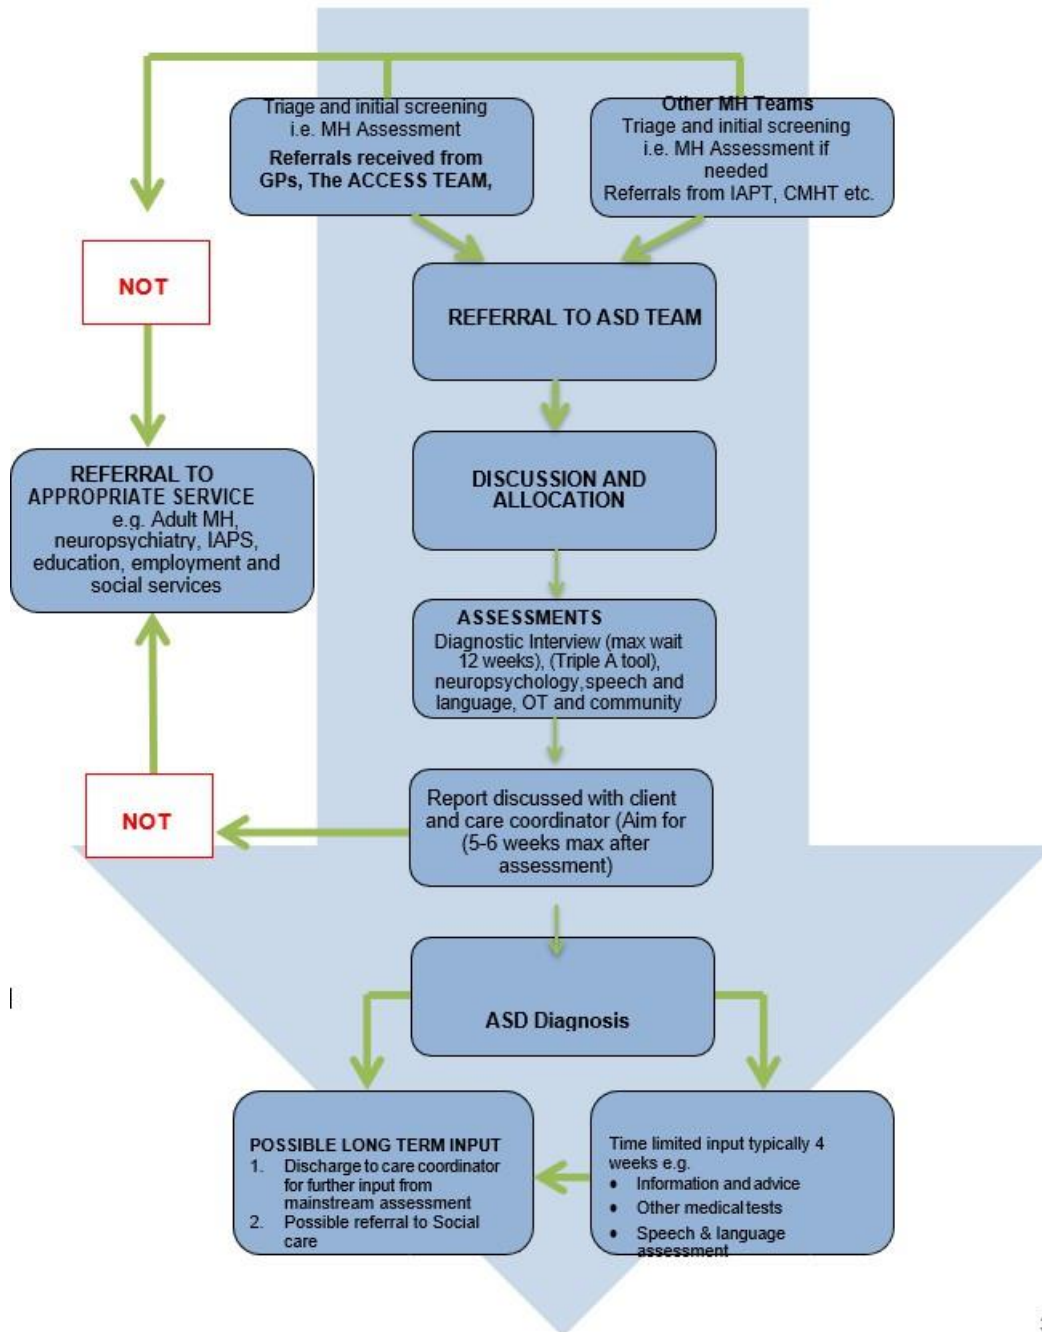 Triage and initial screening
i.e. MH Assessment
Referrals received from
GPs, The ACCESS TEAM,
Other MH Teams
Triage and initial screening
i.e. MH Assessment if
needed
Referrals from IAPT, CMHT etc.
NOT
REFERRAL TO ASD TEAM
REFERRAL TO
APPROPRIATE SERVICE
e.g. Adult MH,
neuropsychiatry, IAPS,
education, employment and
social services
DISCUSSION AND
ALLOCATION
ASSESSMENTS
Diagnostic Interview (max wait
12 weeks), (Triple A tool),
neuropsychology,speech and
language, OT and community
NOT
Report discussed with client
and care coordinator (Aim for
(5-6 weeks max after
assessment)
ASD Diagnosis
POSSIBLE LONG TERM INPUT
1. Discharge to care coordinator
for further input from
mainstream assessment
2. Possible referral to Social
care
Time limited input typically 4
weeks e.g.
• Information and advice
• Other medical tests
• Speech & language
assessment